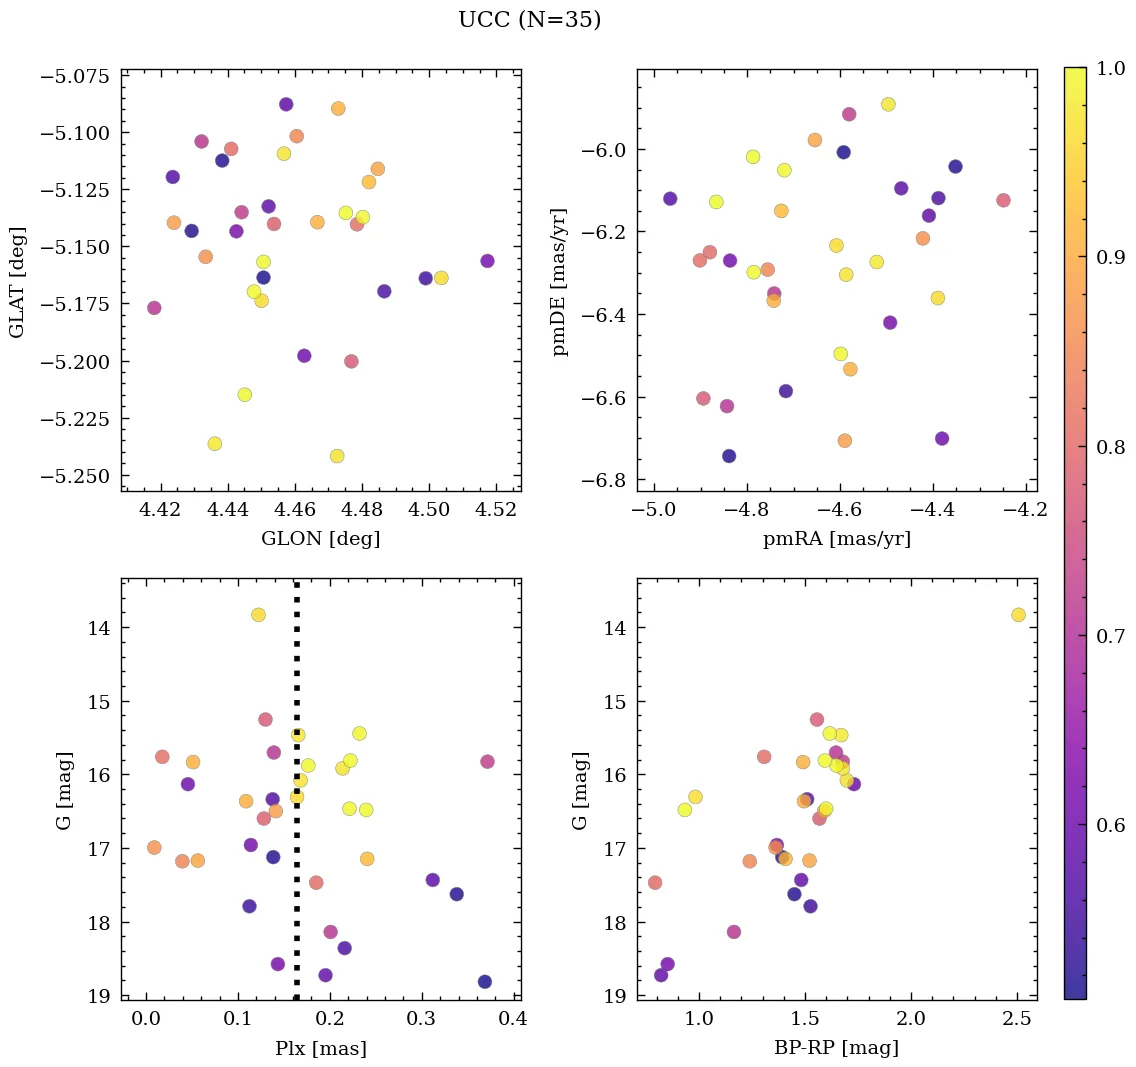 UCC (N=35)
−5.075
−5.100
−5.125
−5.150
−5.175
−5.200
−5.225
−5.250
GLAT [deg]
4.42 4.44 4.46 4.48 4.50 4.52
GLON [deg]
−6.0
−6.2
−6.4
−6.6
−6.8
pmDE [mas/yr]
−5.0 −4.8 −4.6 −4.4 −4.2
pmRA [mas/yr]
14
15
16
17
18
19
G [mag]
0.0 0.1 0.2 0.3 0.4
Plx [mas]
14
15
16
17
18
19
G [mag]
1.0 1.5 2.0 2.5
BP-RP [mag]
1.0
0.9
0.8
0.7
0.6